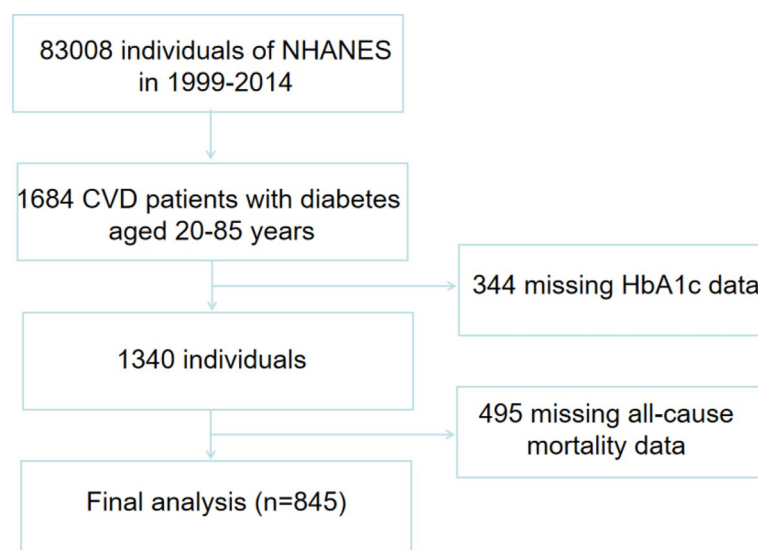 83008 individuals of NHANES
in 1999-2014
1684 CVD patients with diabetes
aged 20-85 years
344 missing HbA1c data
1340 individuals
495 missing all-cause
mortality data
Final analysis (n=845)